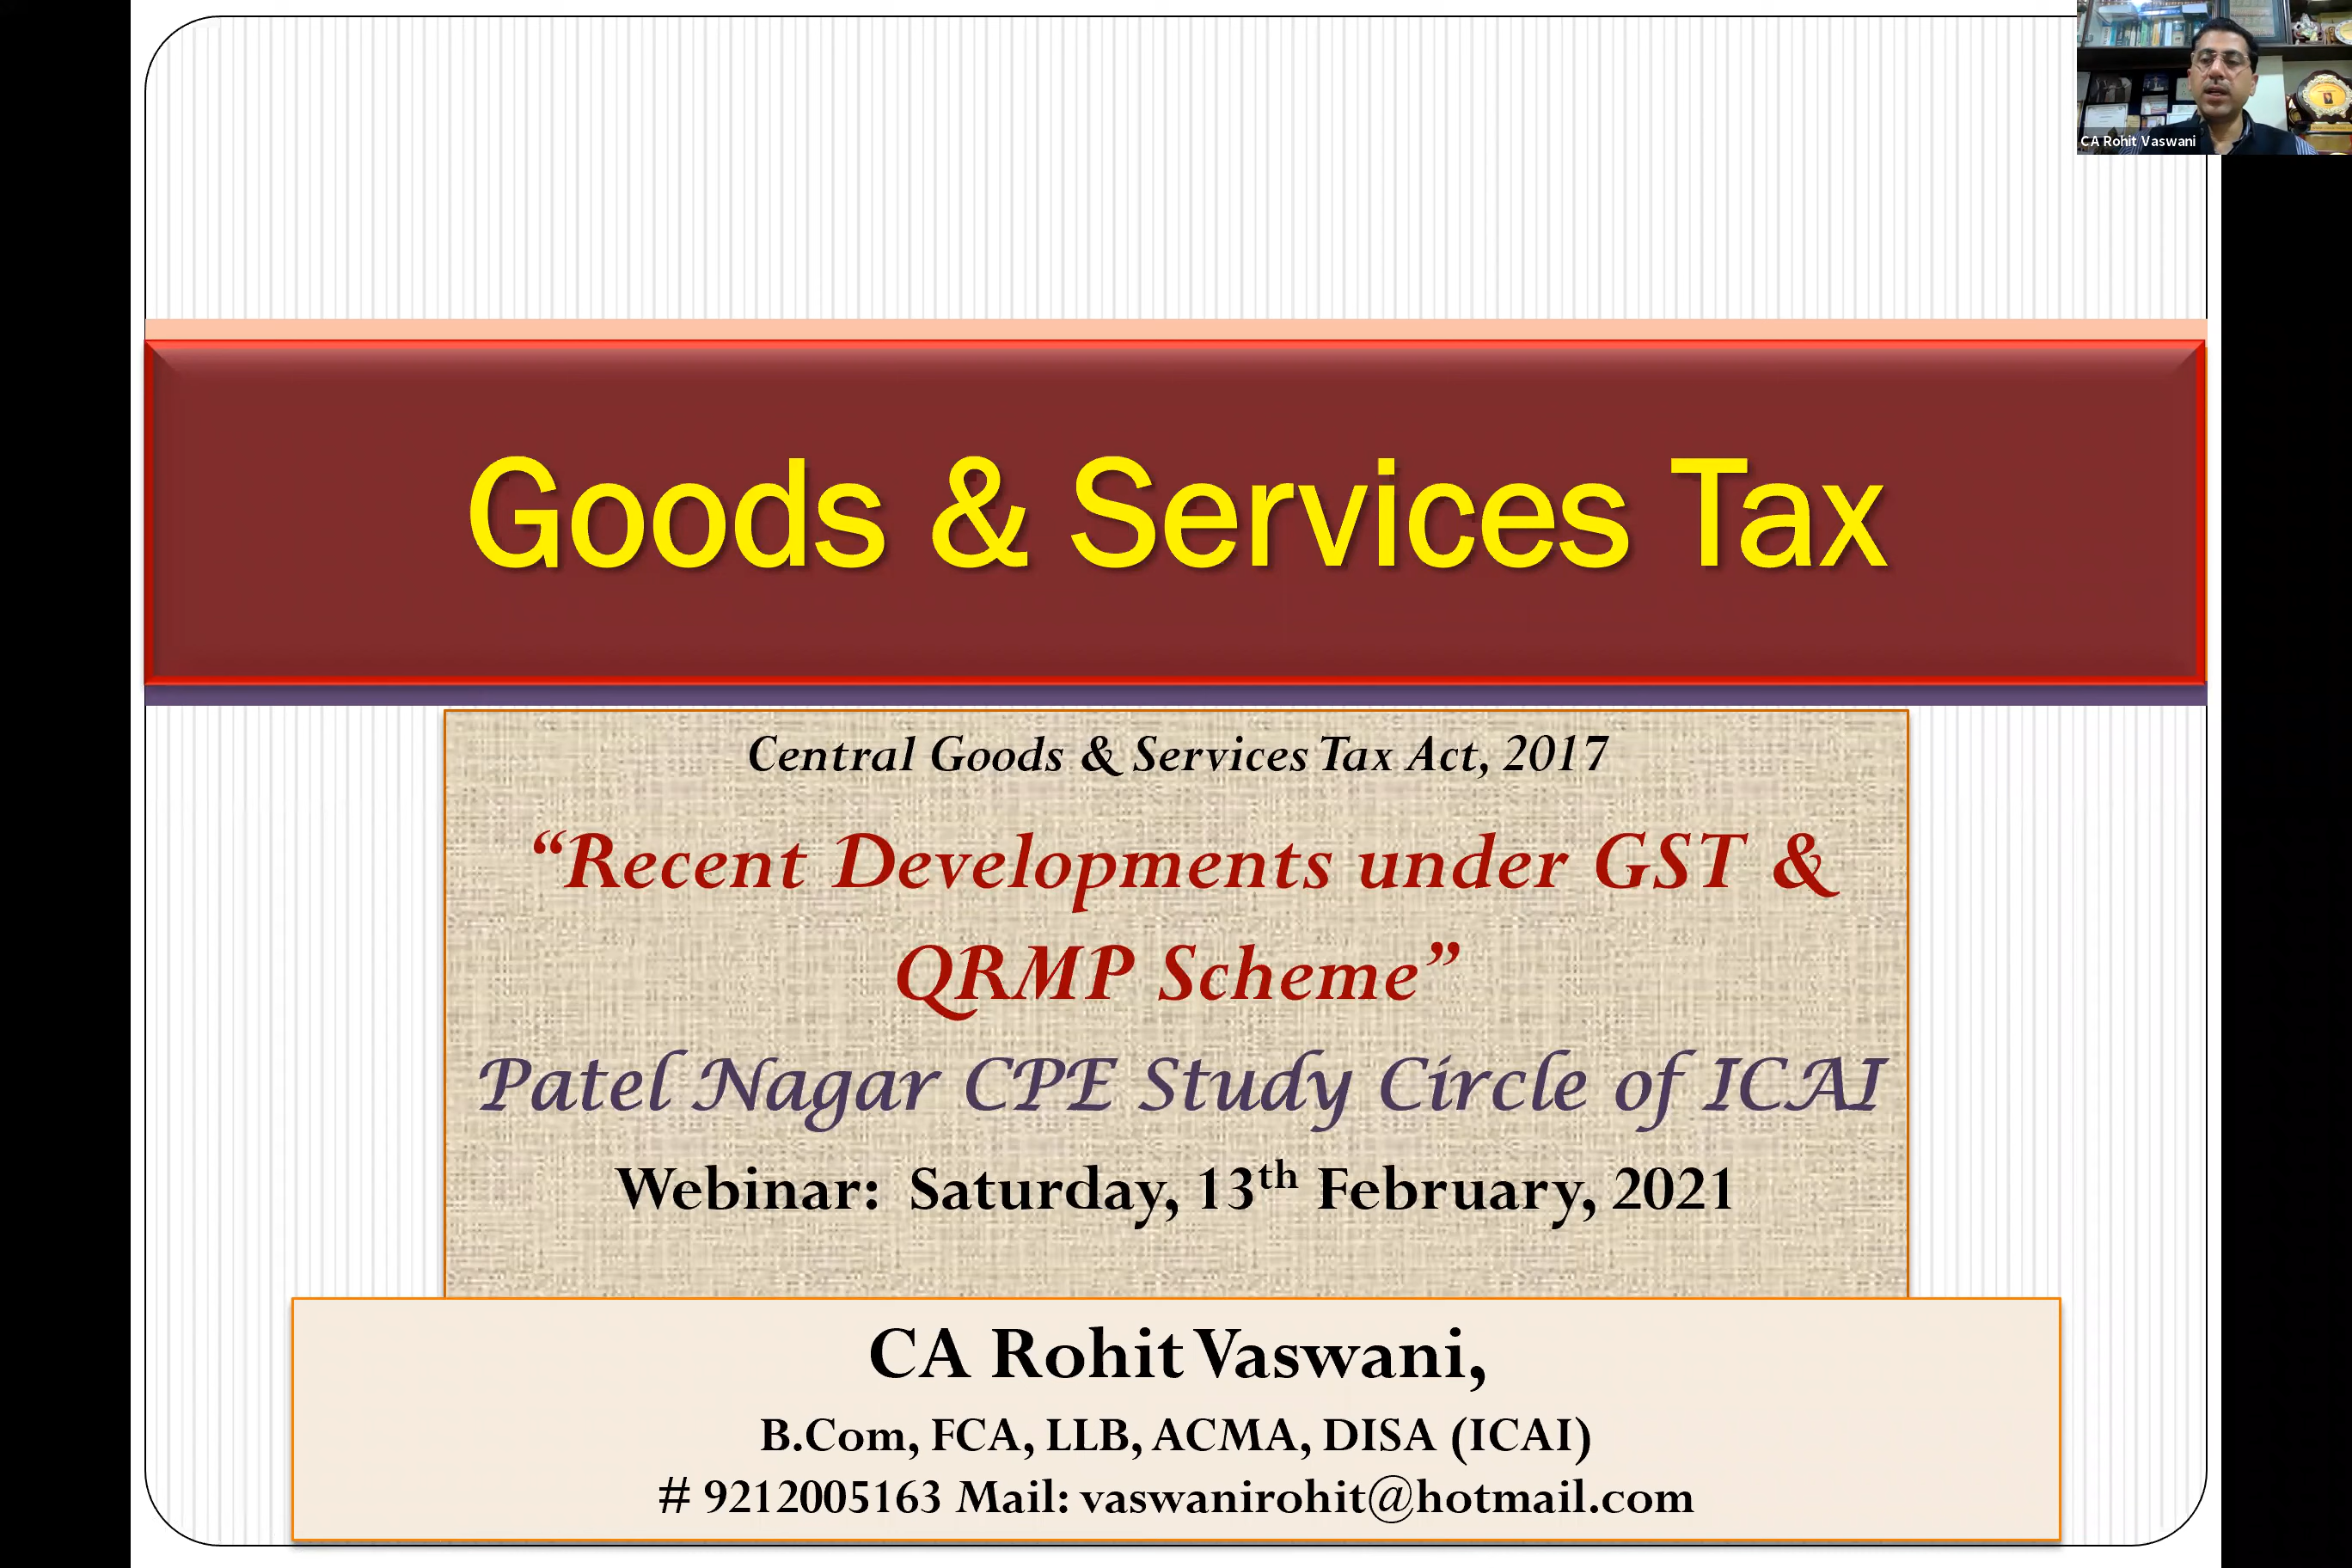 CA Rohit Vaswani
Goods & Services Tax
Central Goods & Services Tax Act, 2017
“Recent Developments under GST &
QRMP Scheme”
Patel Nagar CPE Study Circle of ICAI
Webinar: Saturday, 13th February, 2021
CA Rohit Vaswani,
B.Com, FCA, LLB, ACMA, DISA (ICAI)
# 9212005163 Mail: vaswanirohit@hotmail.com